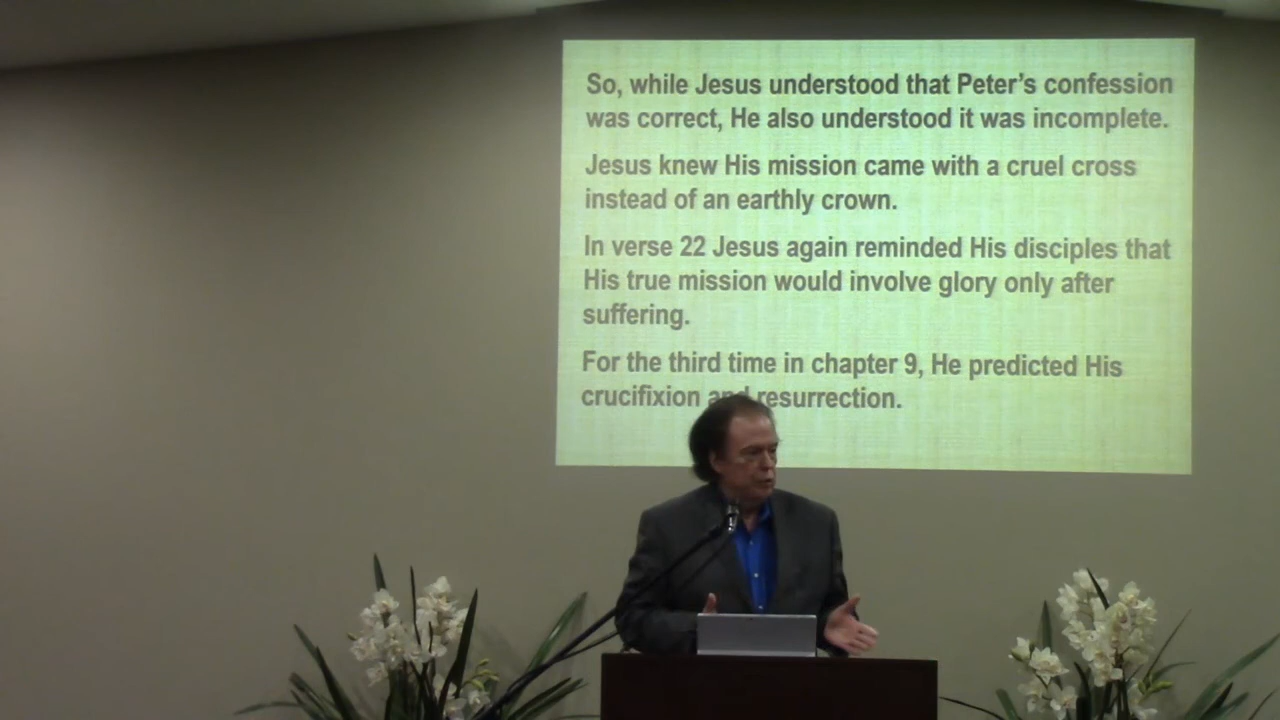 So, while Jesus understood that Peter’s confession
was correct, He also understood it was incomplete.
Jesus knew His mission came with a cruel cross
instead of an earthly crown.
In verse 22 Jesus again reminded His disciples that
His true mission would involve glory only after
suffering.
For the third time in chapter 9, He predicted His
crucifixion and resurrection.